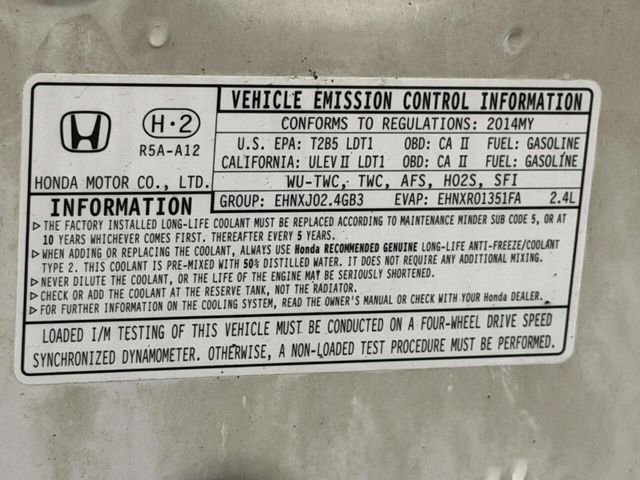 VEHICLE EMISSION CONTROL INFORMATION
H·2
CONFORMS TO REGULATIONS: 2014MY
R5A-A12
U.S. EPA: T2B5 LDT1 OBD: CA II FUEL: GASOLINE
CALIFORNIA: ULEV II LDT1 OBD: CA II FUEL: GASOLINE
HONDA MOTOR CO., LTD.
WU-TWC, TWC, AFS, HO2S, SFI
INFORMATION
GROUP: EHNXJ02.4GB3 EVAP: EHNXR01351FA 2.4L
THE FACTORY INSTALLED LONG-LIFE COOLANT MUST BE REPLACED ACCORDING TO MAINTENANCE MINDER SUB CODE 5, OR AT
10 YEARS WHICHEVER COMES FIRST. THEREAFTER EVERY 5 YEARS.
WHEN ADDING OR REPLACING THE COOLANT, ALWAYS USE Honda RECOMMENDED GENUINE LONG-LIFE ANTI-FREEZE/COOLANT
TYPE 2. THIS COOLANT IS PRE-MIXED WITH 50% DISTILLED WATER. IT DOES NOT REQUIRE ANY ADDITIONAL MIXING.
NEVER DILUTE THE COOLANT, OR THE LIFE OF THE ENGINE MAY BE SERIOUSLY SHORTENED.
CHECK OR ADD THE COOLANT AT THE RESERVE TANK, NOT THE RADIATOR.
FOR FURTHER INFORMATION ON THE COOLING SYSTEM, READ THE OWNER'S MANUAL OR CHECK WITH YOUR Honda DEALER.
LOADED I/M TESTING OF THIS VEHICLE MUST BE CONDUCTED ON A FOUR-WHEEL DRIVE SPEED
SYNCHRONIZED DYNAMOMETER. OTHERWISE, A NON-LOADED TEST PROCEDURE MUST BE PERFORMED.